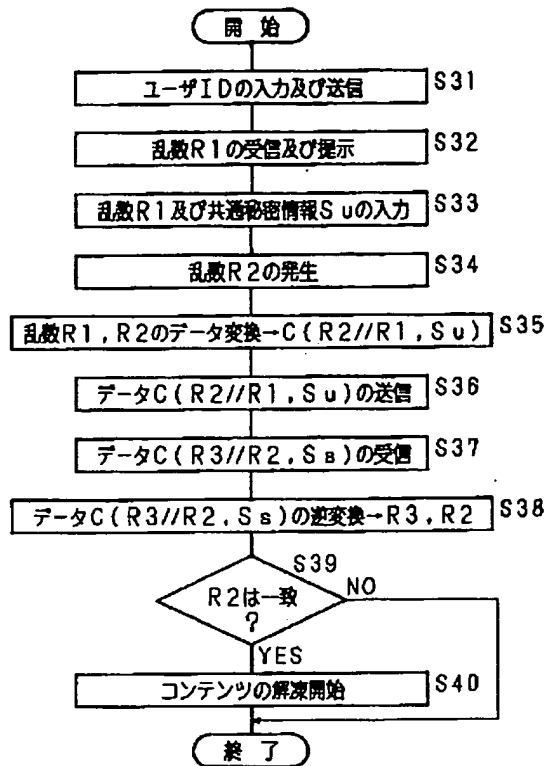 開始
ユーザIDの入力及び送信 S31
乱数R1の受信及び提示 S32
乱数R1及び共通秘密情報Suの入力 S33
乱数R2の発生 S34
乱数R1,R2のデータ変換→C(R2//R1,Su) S35
データC(R2//R1,Su)の送信 S36
データC(R3//R2,Ss)の受信 S37
データC(R3//R2,Ss)の逆変換→R3,R2 S38
S39
R2は一致
?
NO
YES
コンテンツの解凍開始 S40
終了